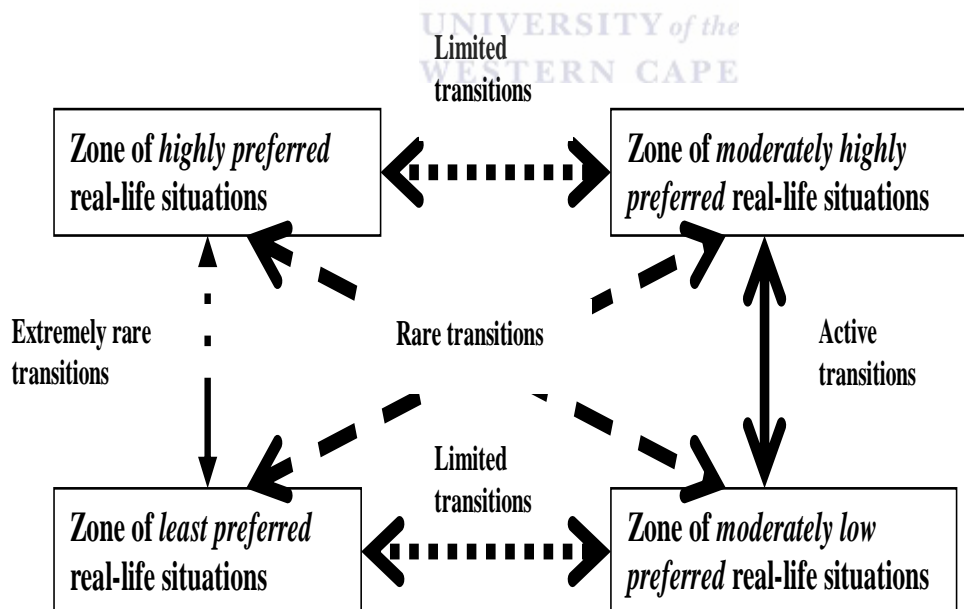 UNIVERSITY of the
WESTERN CAPE
Limited
transitions
Zone of highly preferred
real-life situations
Zone of moderately highly
preferred real-life situations
Extremely rare
transitions
Rare transitions
Active
transitions
Limited
transitions
Zone of least preferred
real-life situations
Zone of moderately low
preferred real-life situations